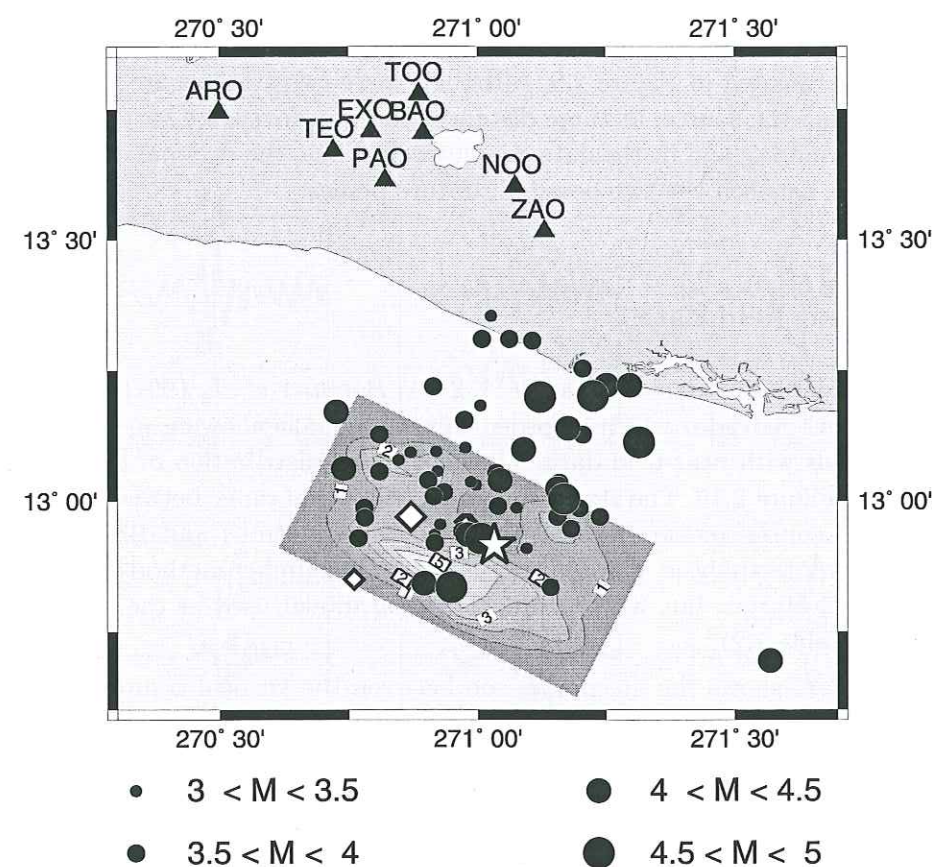 270° 30' 271° 00' 271° 30'
TOO
ARO
EXO BAO
TEO
PAO
NOO
ZAO
13° 30' 13° 30'
2
1
13° 00' 13° 00'
3
5
2 2
1
1
3
270° 30' 271° 00' 271° 30'
3 < M < 3.5 4 < M < 4.5
3.5 < M < 4 4.5 < M < 5